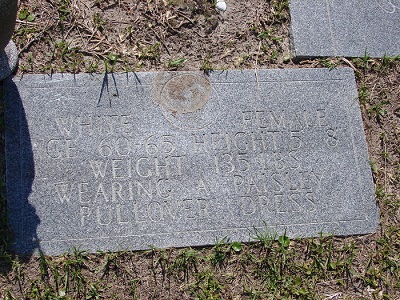 WHITE FEMALE
AGE 60-65 HEIGHT 5 8
WEIGHT 135 LBS.
WEARING A PAISLEY
PULLOVER DRESS